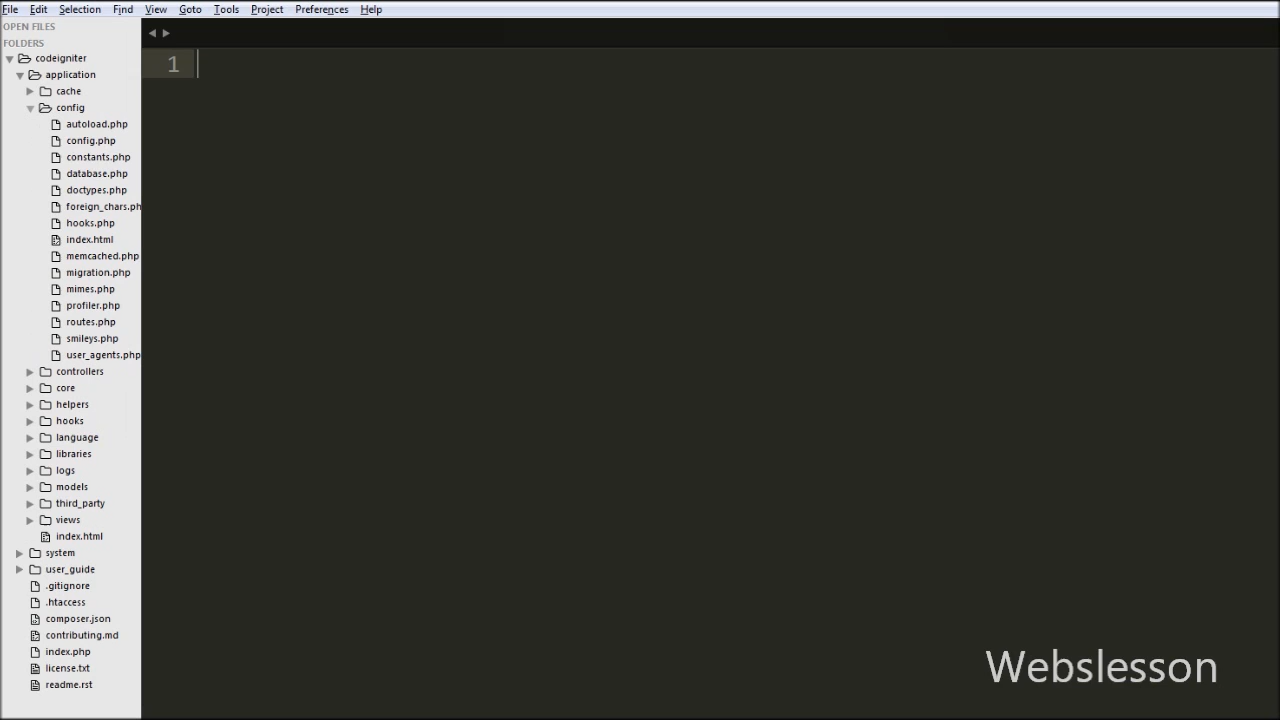 File Edit Selection Find View Goto Tools Project Preferences Help
OPEN FILES
FOLDERS
codeigniter
application
cache
config
autoload.php
config.php
constants.php
database.php
doctypes.php
foreign_chars.ph
hooks.php
index.html
memcached.php
migration.php
mimes.php
profiler.php
routes.php
smileys.php
user_agents.php
controllers
core
helpers
hooks
language
libraries
logs
models
third_party
views
index.html
system
user_guide
.gitignore
.htaccess
composer.json
contributing.md
index.php
license.txt
readme.rst
1
Webslesson